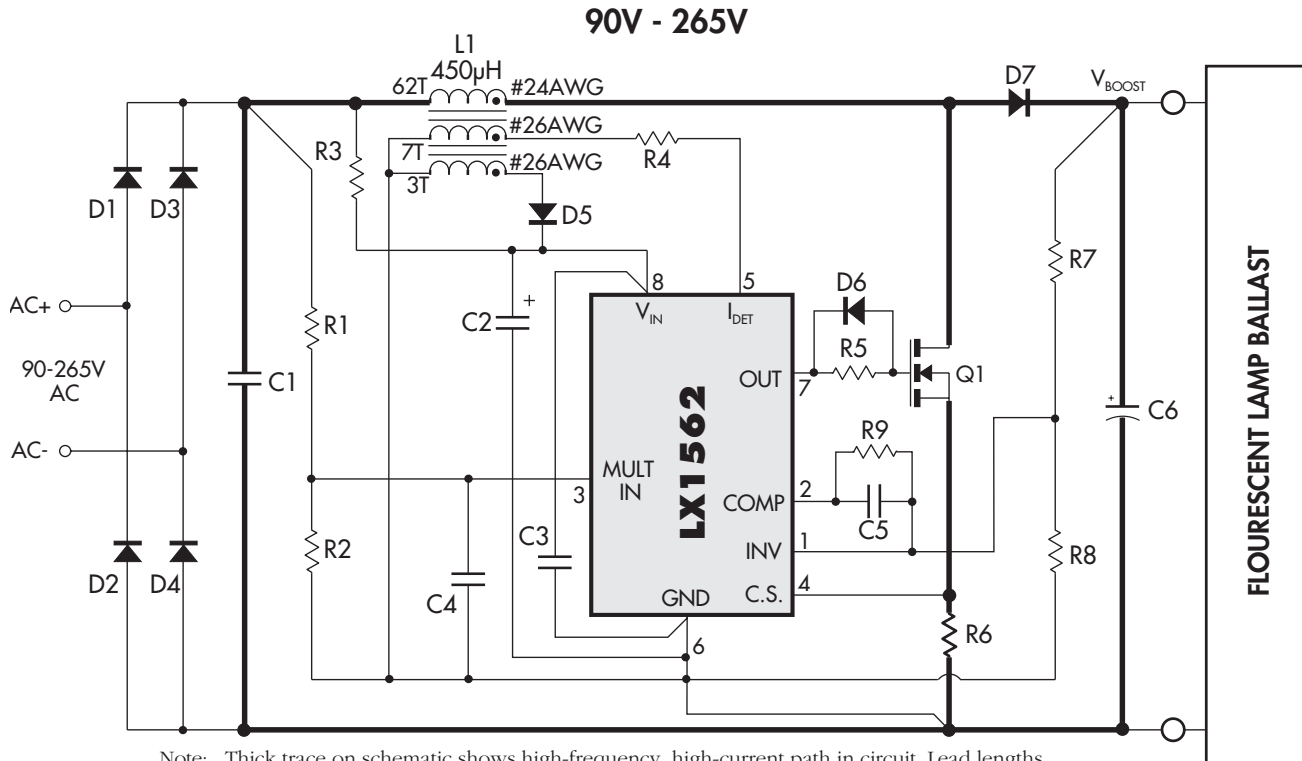 90V - 265V
L1
450µH
62T
#24AWG
#26AWG
7T
#26AWG
3T
D7
V_BOOST
R3
R4
D1
D3
D5
R7
AC+
AC-
90-265V
AC
C1
R1
C2
+
8
5
V_IN
I_DET
D6
R5
OUT
7
Q1
+
C6
R9
MULT
IN
3
LX1562
COMP
2
C5
R2
C3
INV
1
R8
D2
D4
C4
GND
C.S.
4
6
R6
FLOURESCENT LAMP BALLAST
Note: Thick trace on schematic shows high-frequency, high-current path in circuit. Lead lengths